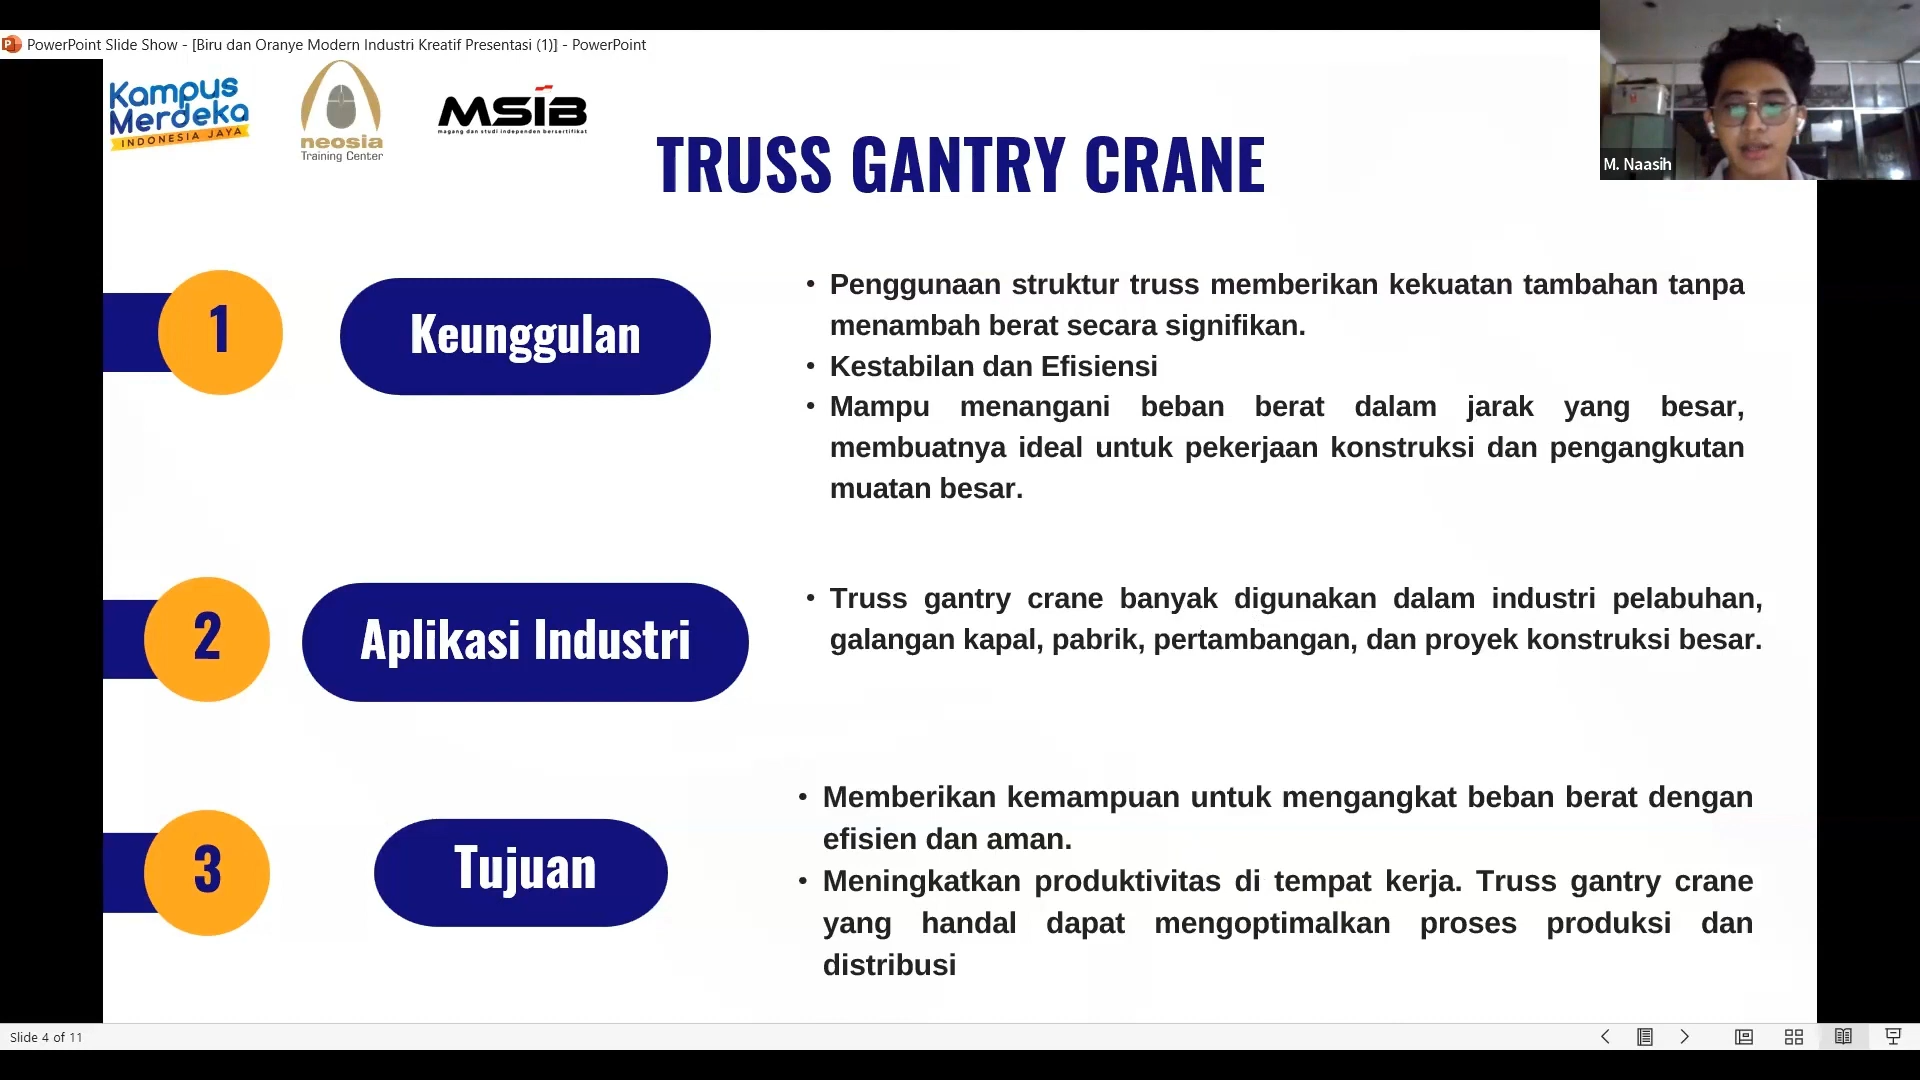 PowerPoint Slide Show - [Biru dan Oranye Modern Industri Kreatif Presentasi (1)] - PowerPoint
Kampus
Merdeka
INDONESIA JAYA
neosia
Training Center
MSIB
magang dan studi independen bersertifikat
M. Naasih
TRUSS GANTRY CRANE
1
Keunggulan
• Penggunaan struktur truss memberikan kekuatan tambahan tanpa
menambah berat secara signifikan.
• Kestabilan dan Efisiensi
• Mampu menangani beban berat dalam jarak yang besar,
membuatnya ideal untuk pekerjaan konstruksi dan pengangkutan
muatan besar.
2
Aplikasi Industri
• Truss gantry crane banyak digunakan dalam industri pelabuhan,
galangan kapal, pabrik, pertambangan, dan proyek konstruksi besar.
3
Tujuan
• Memberikan kemampuan untuk mengangkat beban berat dengan
efisien dan aman.
• Meningkatkan produktivitas di tempat kerja. Truss gantry crane
yang handal dapat mengoptimalkan proses produksi dan
distribusi
Slide 4 of 11